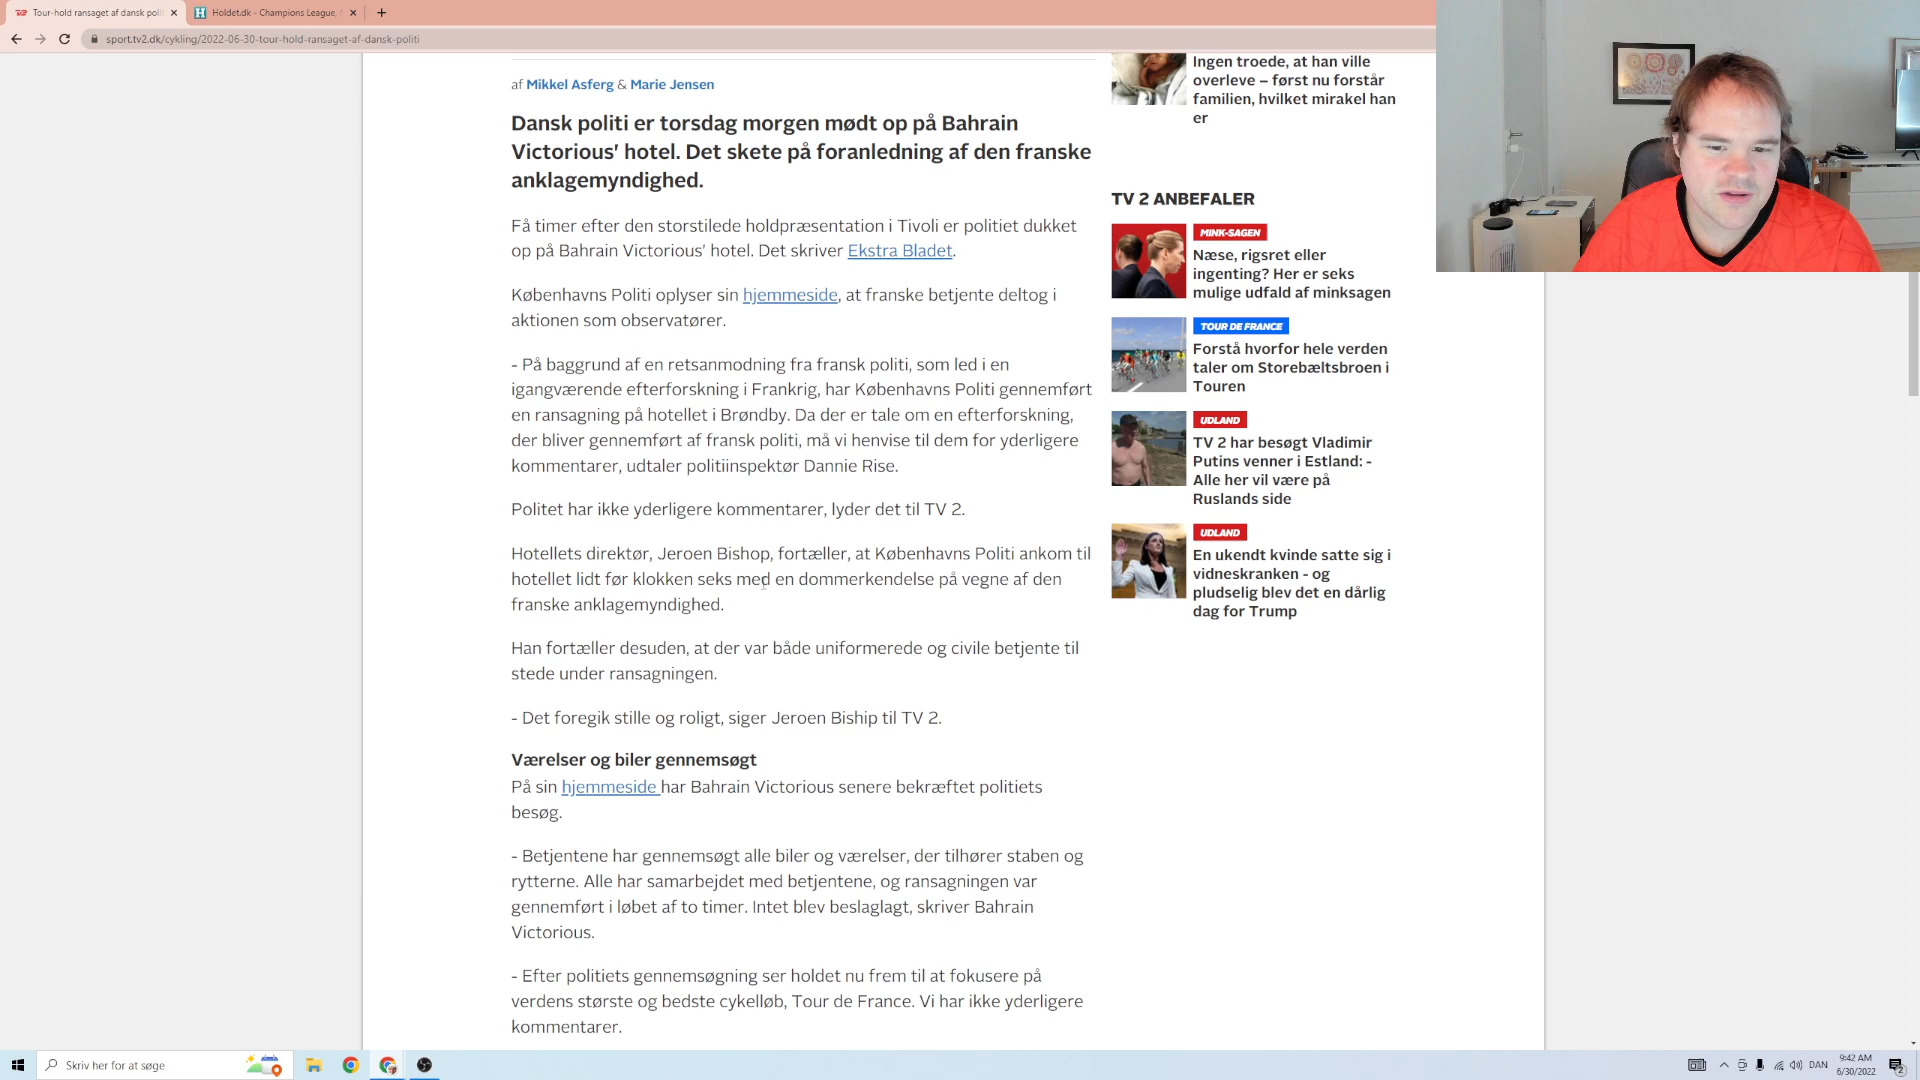 Tour-hold ransaget af dansk poli
Holdet.dk - Champions League,
sport.tv2.dk/cykling/2022-06-30-tour-hold-ransaget-af-dansk-politi
af Mikkel Asferg & Marie Jensen
Dansk politi er torsdag morgen mødt op på Bahrain
Victorious' hotel. Det skete på foranledning af den franske
anklagemyndighed.
Få timer efter den storstilede holdpræsentation i Tivoli er politiet dukket
op på Bahrain Victorious' hotel. Det skriver Ekstra Bladet.
Københavns Politi oplyser sin hjemmeside, at franske betjente deltog i
aktionen som observatører.
- På baggrund af en retsanmodning fra fransk politi, som led i en
igangværende efterforskning i Frankrig, har Københavns Politi gennemført
en ransagning på hotellet i Brøndby. Da der er tale om en efterforskning,
der bliver gennemført af fransk politi, må vi henvise til dem for yderligere
kommentarer, udtaler politiinspektør Dannie Rise.
Politet har ikke yderligere kommentarer, lyder det til TV 2.
Hotellets direktør, Jeroen Bishop, fortæller, at Københavns Politi ankom til
hotellet lidt før klokken seks med en dommerkendelse på vegne af den
franske anklagemyndighed.
Han fortæller desuden, at der var både uniformerede og civile betjente til
stede under ransagningen.
- Det foregik stille og roligt, siger Jeroen Biship til TV 2.
Værelser og biler gennemsøgt
På sin hjemmeside har Bahrain Victorious senere bekræftet politiets
besøg.
- Betjentene har gennemsøgt alle biler og værelser, der tilhører staben og
rytterne. Alle har samarbejdet med betjentene, og ransagningen var
gennemført i løbet af to timer. Intet blev beslaglagt, skriver Bahrain
Victorious.
- Efter politiets gennemsøgning ser holdet nu frem til at fokusere på
verdens største og bedste cykelløb, Tour de France. Vi har ikke yderligere
kommentarer.
Ingen troede, at han ville
overleve – først nu forstår
familien, hvilket mirakel han
er
TV 2 ANBEFALER
MINK-SAGEN
Næse, rigsret eller
ingenting? Her er seks
mulige udfald af minksagen
TOUR DE FRANCE
Forstå hvorfor hele verden
taler om Storebæltsbroen i
Touren
UDLAND
TV 2 har besøgt Vladimir
Putins venner i Estland: -
Alle her vil være på
Ruslands side
UDLAND
En ukendt kvinde satte sig i
vidneskranken - og
pludselig blev det en dårlig
dag for Trump
Skriv her for at søge
DAN
9:42 AM
6/30/2022
2